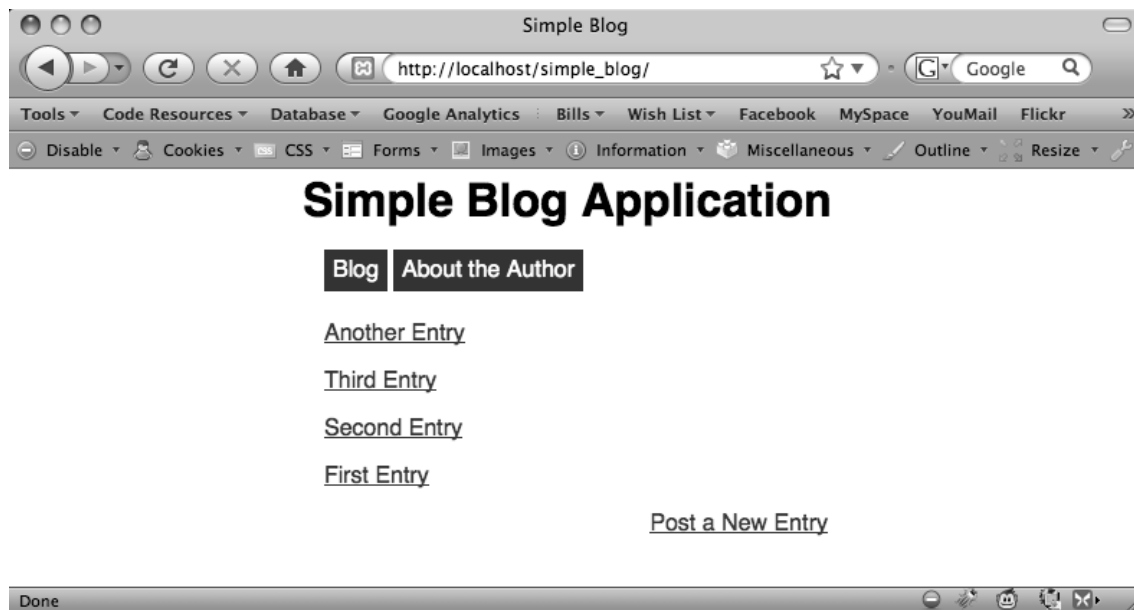 Simple Blog
http://localhost/simple_blog/ G Google
Tools Code Resources Database Google Analytics Bills Wish List Facebook MySpace YouMail Flickr »
Disable Cookies CSS CSS Forms Images Information Miscellaneous Outline Resize
Simple Blog Application
Blog About the Author
Another Entry
Third Entry
Second Entry
First Entry
Post a New Entry
Done